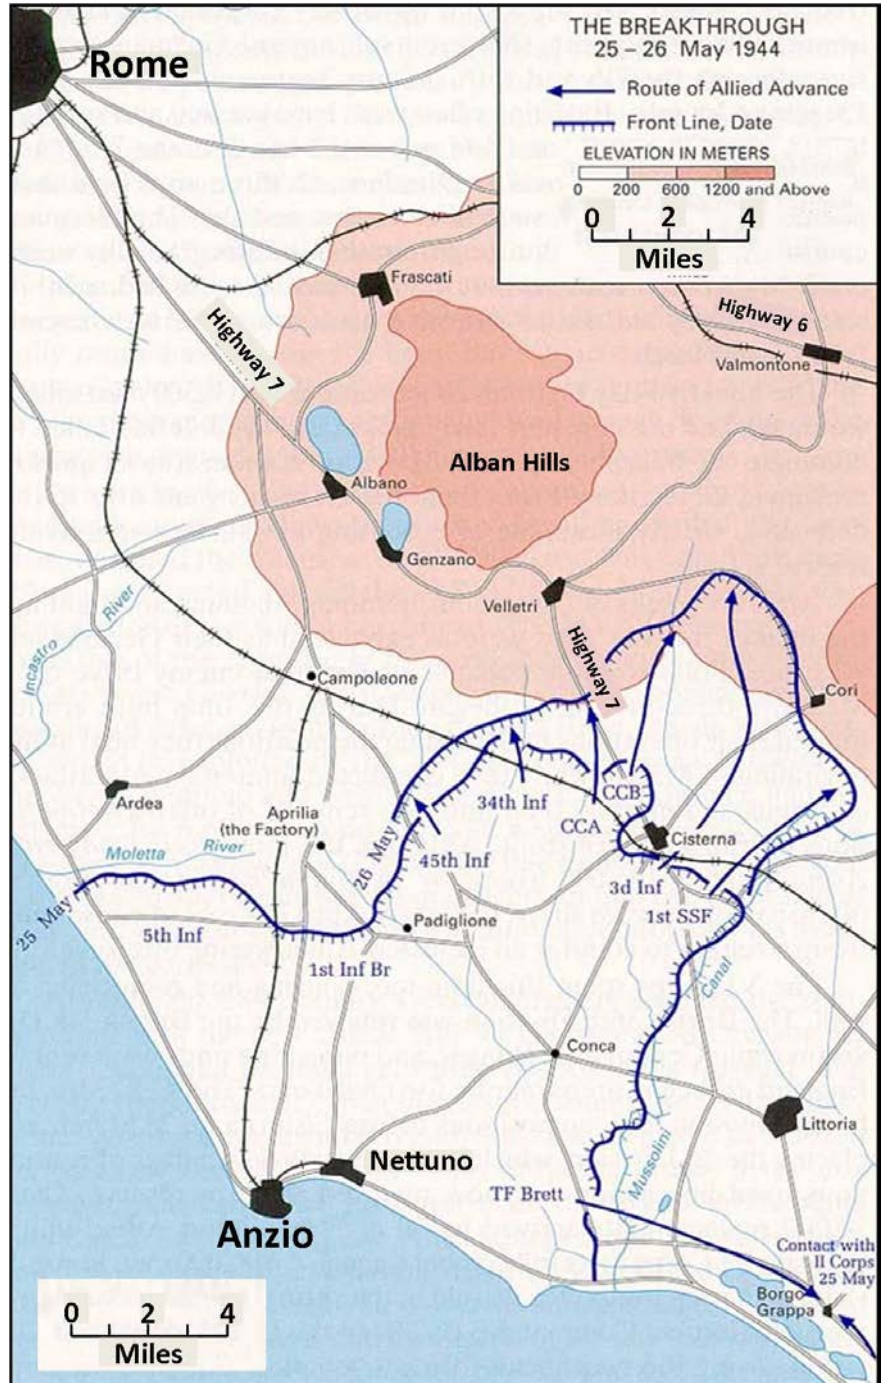 THE BREAKTHROUGH
25 - 26 May 1944
Route of Allied Advance
Front Line, Date
ELEVATION IN METERS
0 200 600 1200 and Above
0 2 4
Miles
Rome
Frascati
Highway 7
Highway 6
Valmontone
Alban Hills
Albano
Genzano
Velletri
Highway 7
Incastro River
Campoleone
Cori
Ardea
Aprilia
(the Factory)
34th Inf
CCB
CCA
Cisterna
Moletta River
26 May
45th Inf
3d Inf
25 May
5th Inf
Padiglione
1st SSF
1st Inf Br
Canal
Conca
Littoria
Mussolini
Nettuno
TF Brett
Anzio
Contact with
II Corps
25 May
Borgo
Grappa
0 2 4
Miles